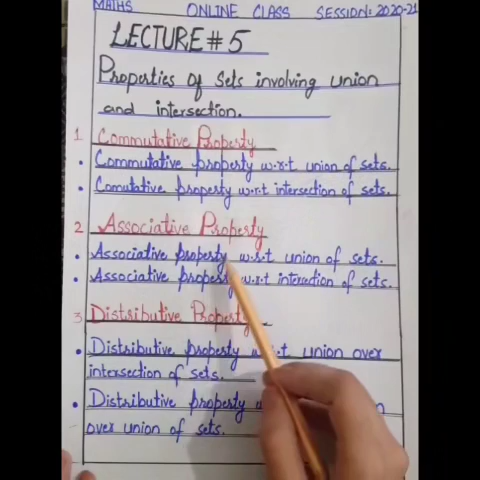 MATHS ONLINE CLASS SESSION: 2020-21
LECTURE # 5
Properties of Sets involving union
and intersection.
1 Commutative Property
• Commutative property w.r.t union of sets.
• Comutative property w.r.t intersection of sets.
2 Associative Property
• Associative property w.r.t union of sets.
• Associative property w.r.t intersection of sets.
3 Distributive Property
• Distributive property union over
intersection of sets.
• Distributive property
over union of sets.